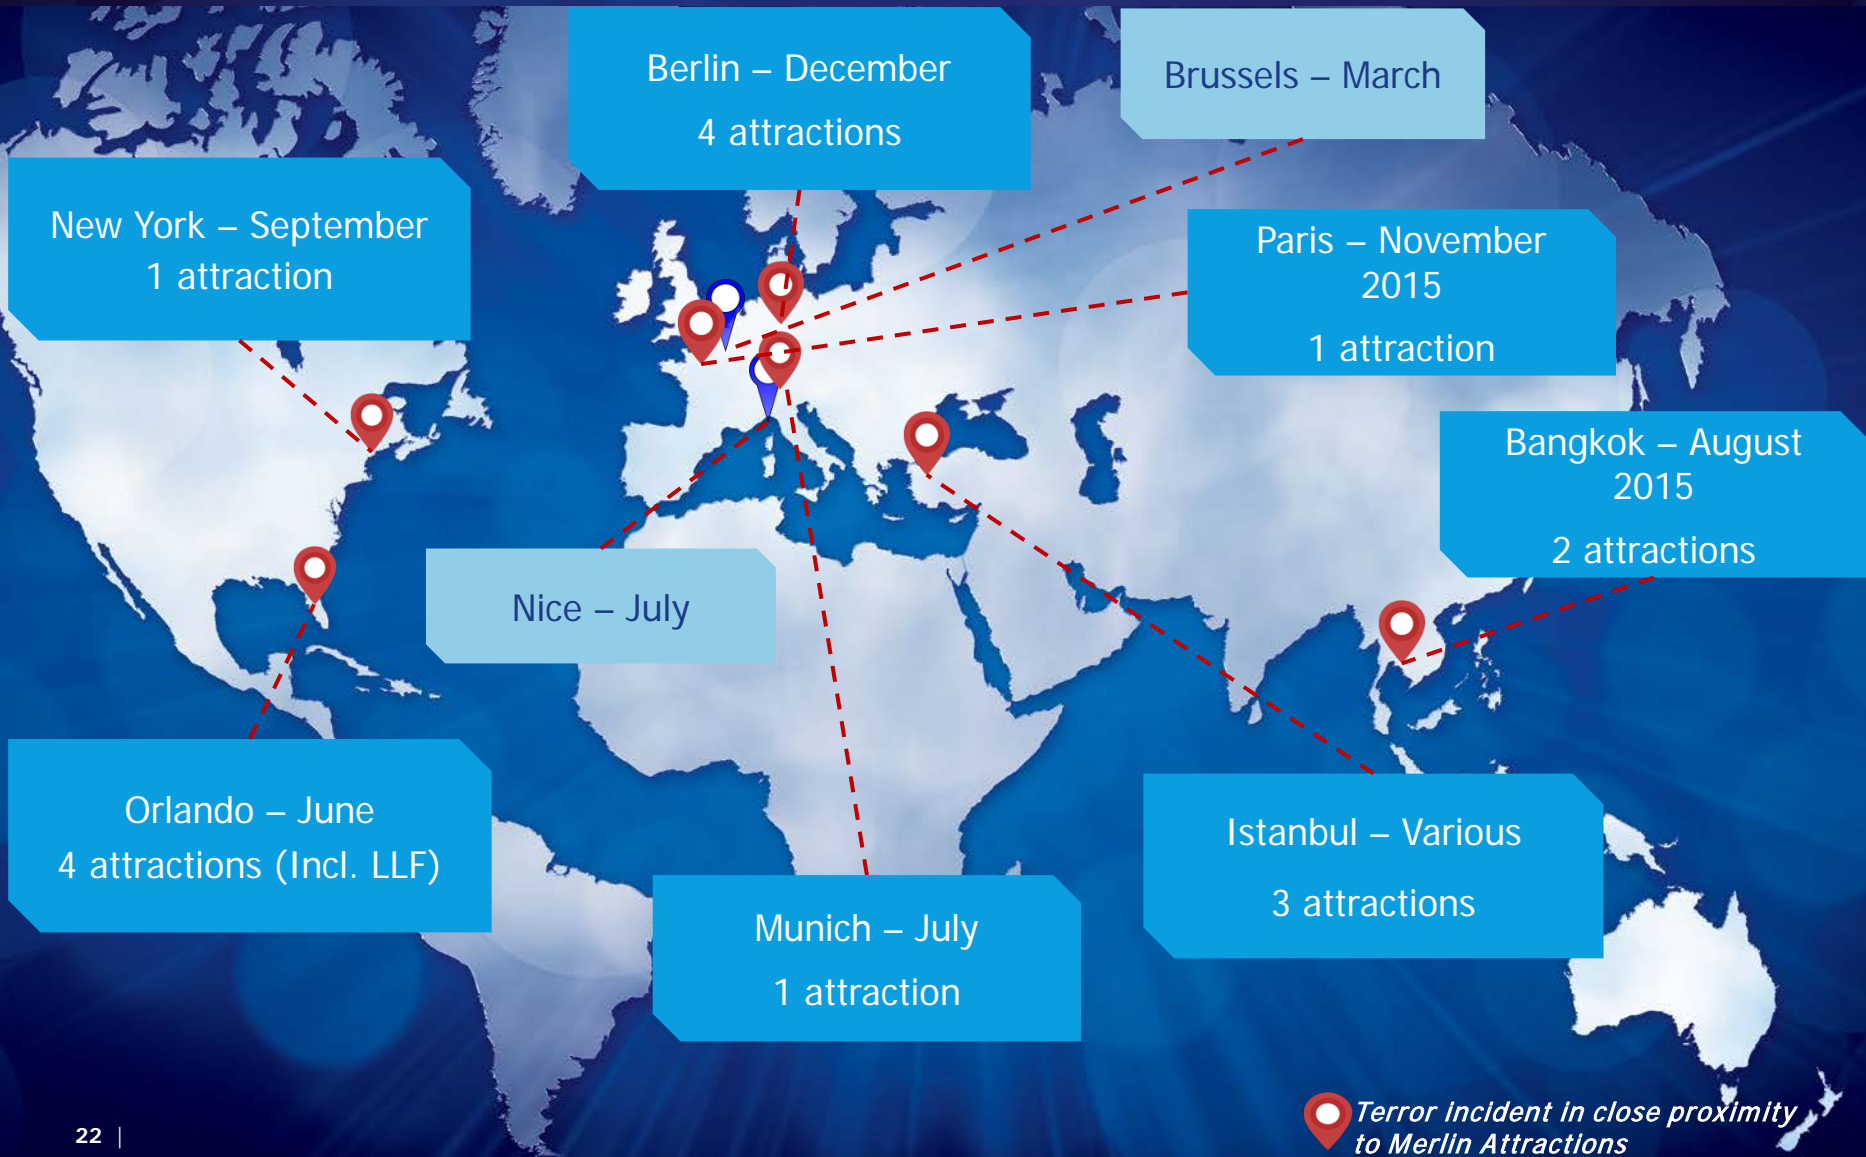 Berlin – December
4 attractions
Brussels – March
New York – September
1 attraction
Paris – November
2015
1 attraction
Bangkok – August
2015
2 attractions
Nice – July
Orlando – June
4 attractions (Incl. LLF)
Istanbul – Various
3 attractions
Munich – July
1 attraction
Terror incident in close proximity
to Merlin Attractions
22 |